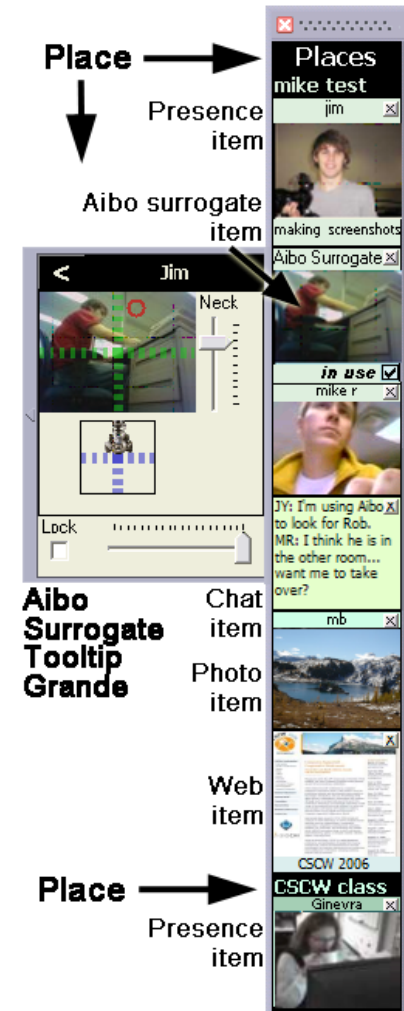 Place
Places
mike test
Presence
item
jim
making screenshots
Aibo surrogate
item
Aibo Surrogate
<
Jim
Neck
in use
mike r
Lock
JY: I'm using Aibo
to look for Rob.
MR: I think he is in
the other room...
want me to take
over?
Aibo
Surrogate
Tooltip
Grande
Chat
item
mb
Photo
item
Web
item
CSCW 2006
Place
CSCW class
Presence
item
Ginevra